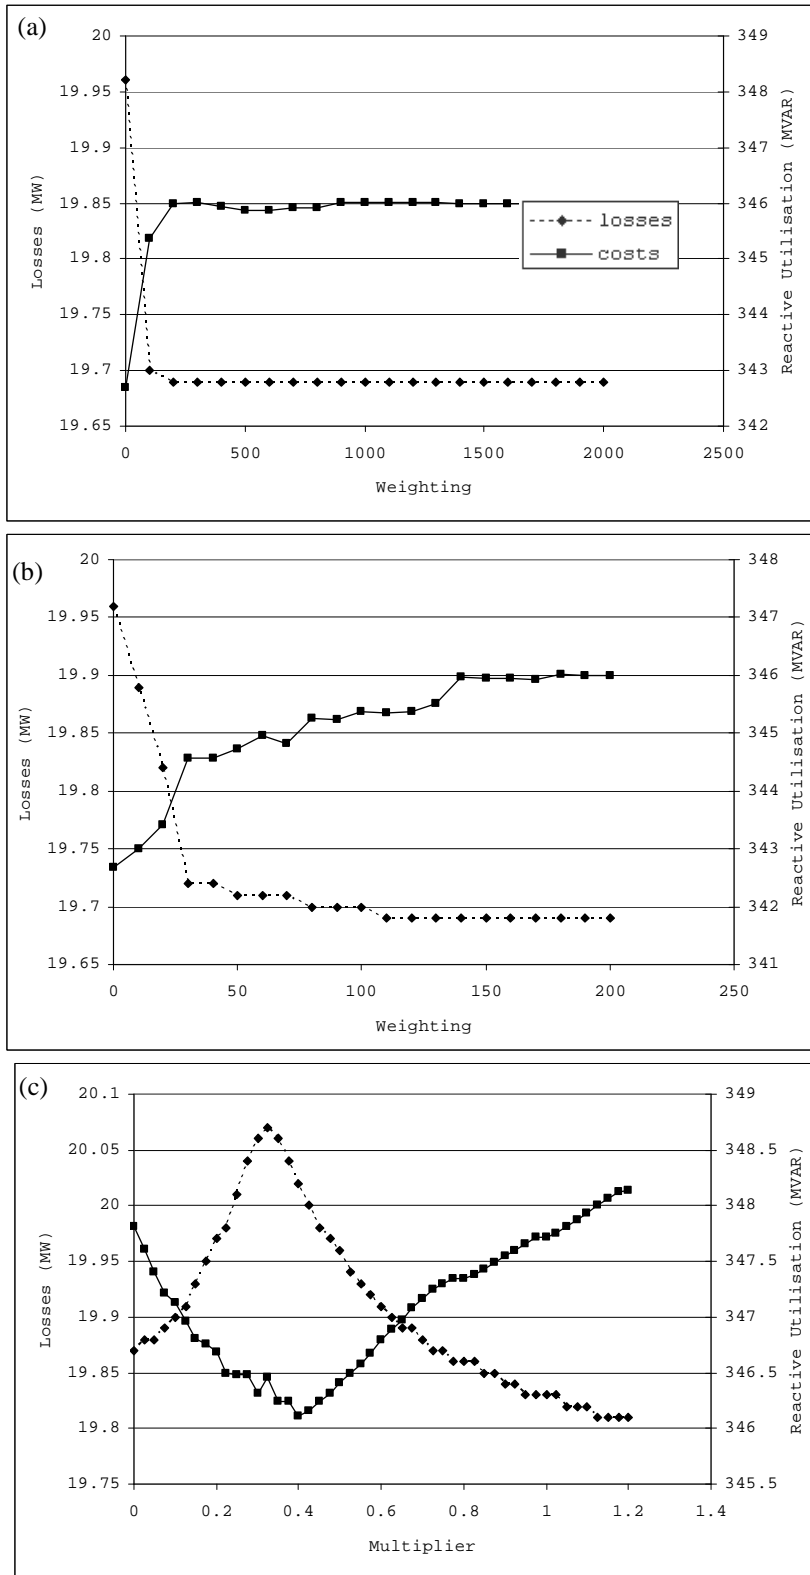 (a)
20
19.95
19.9
19.85
19.8
19.75
19.7
19.65
Losses (MW)
349
348
347
346
345
344
343
342
Reactive Utilisation (MVAR)
losses
costs
0 500 1000 1500 2000 2500
Weighting
(b)
20
19.95
19.9
19.85
19.8
19.75
19.7
19.65
Losses (MW)
348
347
346
345
344
343
342
341
Reactive Utilisation (MVAR)
0 50 100 150 200 250
Weighting
(c)
20.1
20.05
20
19.95
19.9
19.85
19.8
19.75
Losses (MW)
349
348.5
348
347.5
347
346.5
346
345.5
Reactive Utilisation (MVAR)
0 0.2 0.4 0.6 0.8 1 1.2 1.4
Multiplier